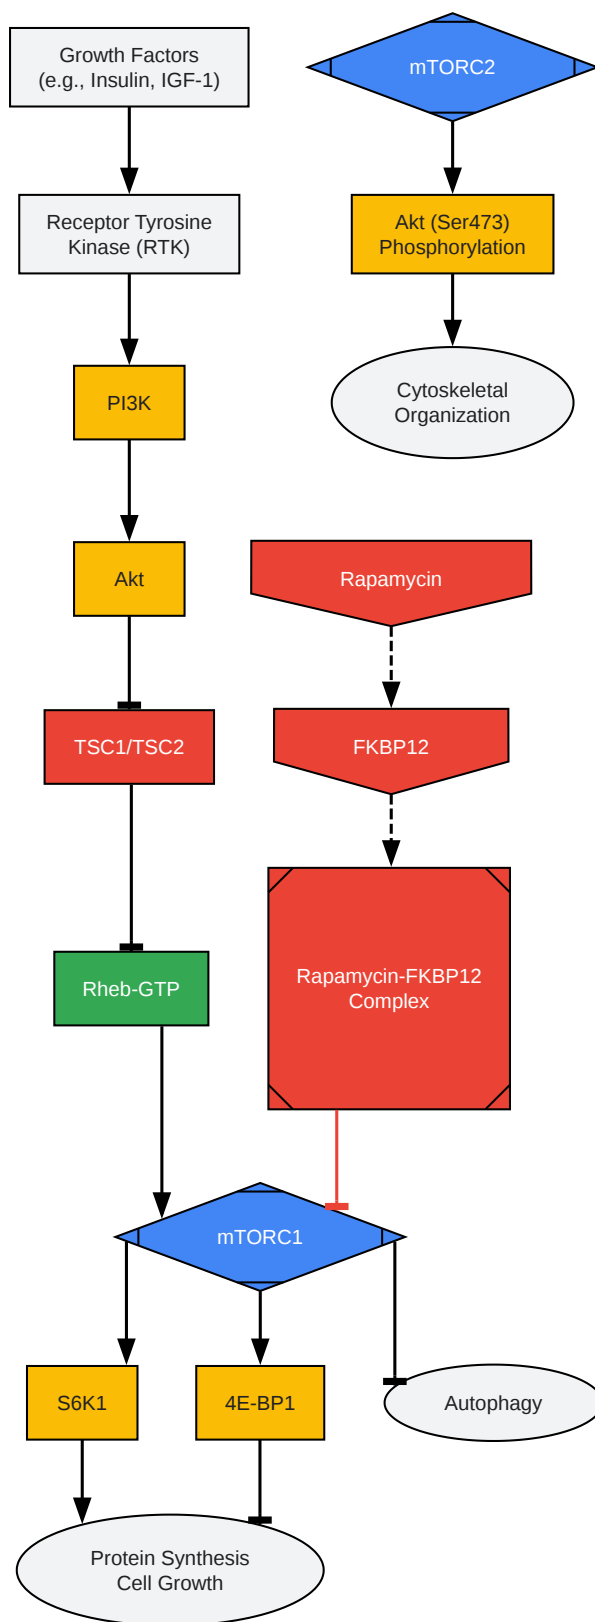 Growth Factors
(e.g., Insulin, IGF-1)
mTORC2
Receptor Tyrosine
Kinase (RTK)
Akt (Ser473)
Phosphorylation
PI3K
Cytoskeletal
Organization
Akt
Rapamycin
TSC1/TSC2
FKBP12
Rheb-GTP
Rapamycin-FKBP12
Complex
mTORC1
S6K1
4E-BP1
Autophagy
Protein Synthesis
Cell Growth